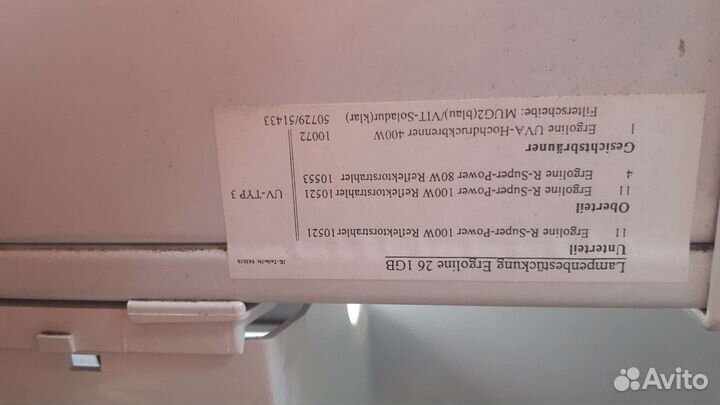 Lampenbestückung Ergoline 26 1GB
Unterteil
11 Ergoline R-Super-Power 100W Reflektorstrahler 10521
Oberteil
11 Ergoline R-Super-Power 100W Reflektorstrahler 10521
4 Ergoline R-Super-Power 80W Reflektorstrahler 10553
UV-TYP 3
Gesichtsbräuner
1 Ergoline UVA-Hochdruckbrenner 400W 10072
Filterscheibe: MUG2(blau)/VIT-Soladur(klar) 50729/51433
Avito